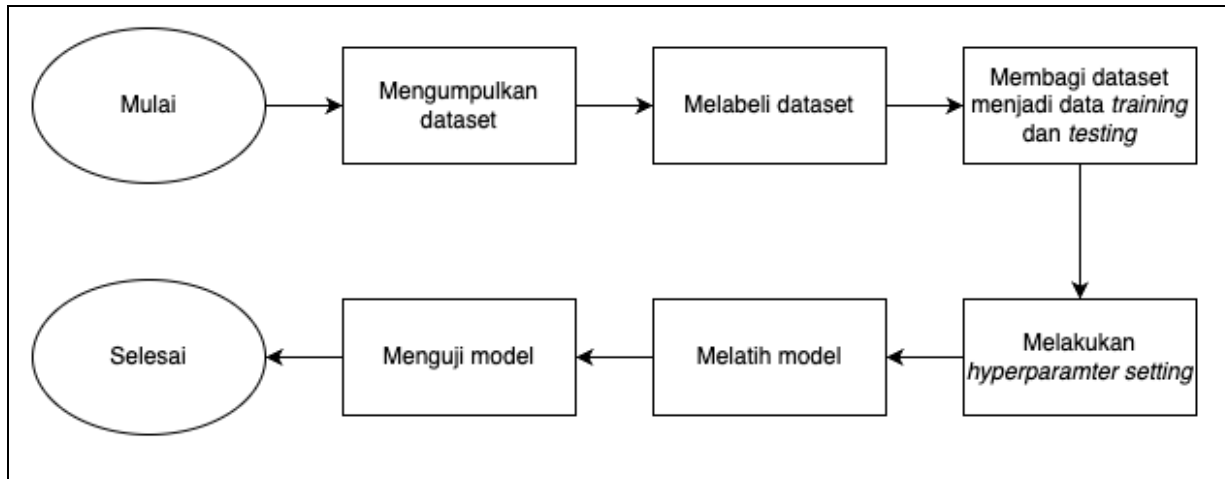 Mulai
Mengumpulkan
dataset
Melabeli dataset
Membagi dataset
menjadi data training
dan testing
Melakukan
hyperparamter setting
Melatih model
Menguji model
Selesai